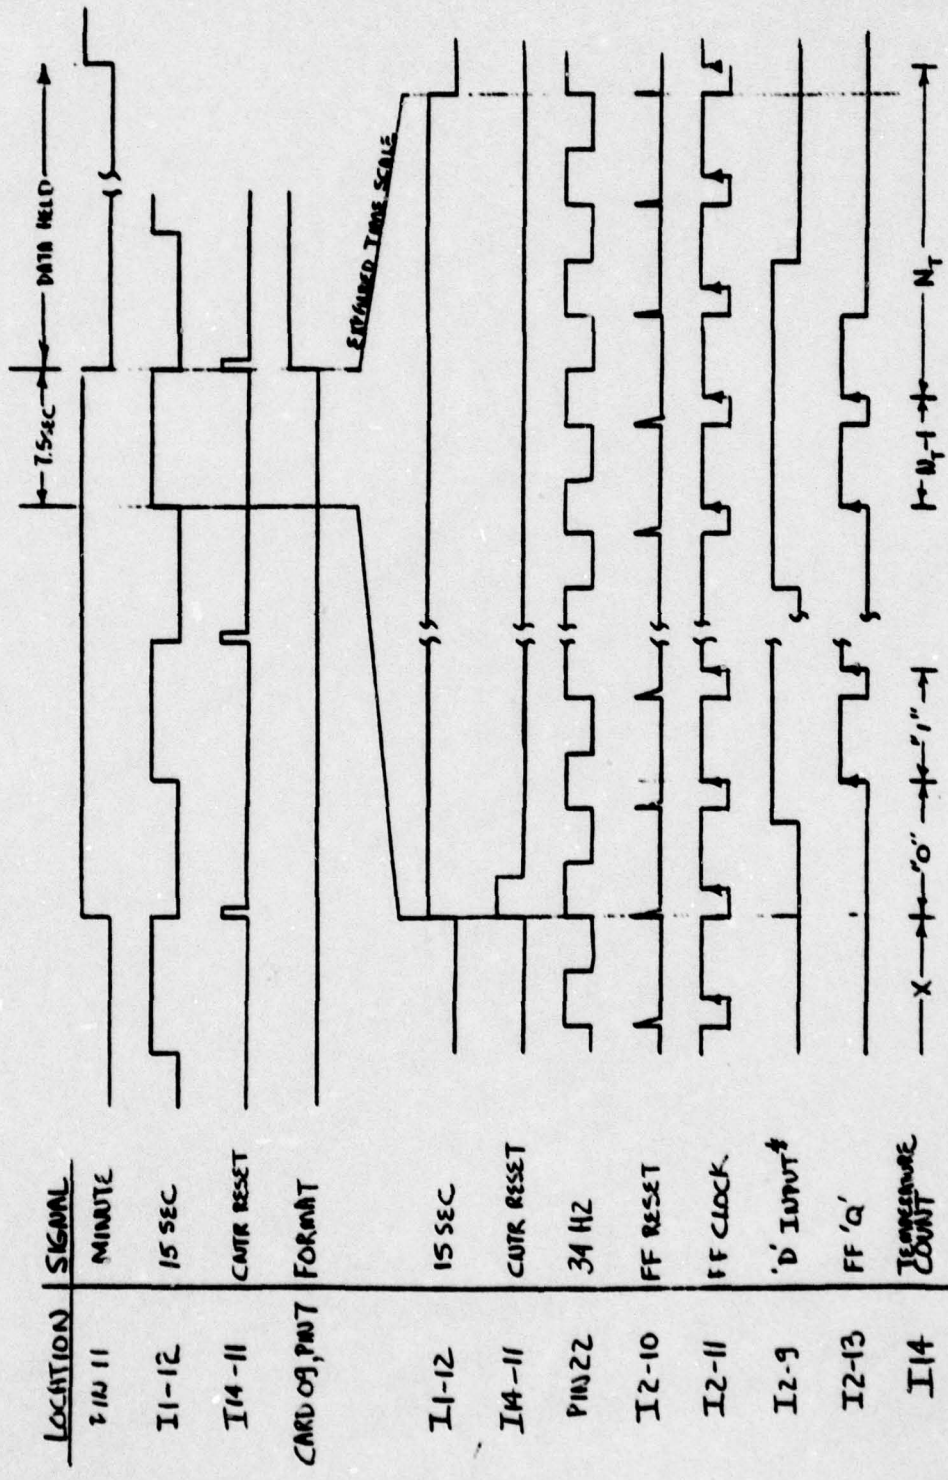 LOCATION SIGNAL
PIN 11 MINUTE
I1-12 15 SEC
I14-11 CNTR RESET
CARD 09, PIN 7 FORMAT
I1-12 15 SEC
I14-11 CNTR RESET
PIN 22 34 HZ
I2-10 FF RESET
I2-11 FF CLOCK
I2-9 'D' INPUT*
I2-13 FF 'Q'
I14 TEMPERATURE COUNT
7.5 SEC DATA HELD
EXPANDED TIME SCALE
X "0" "1" N_T-1 N_T